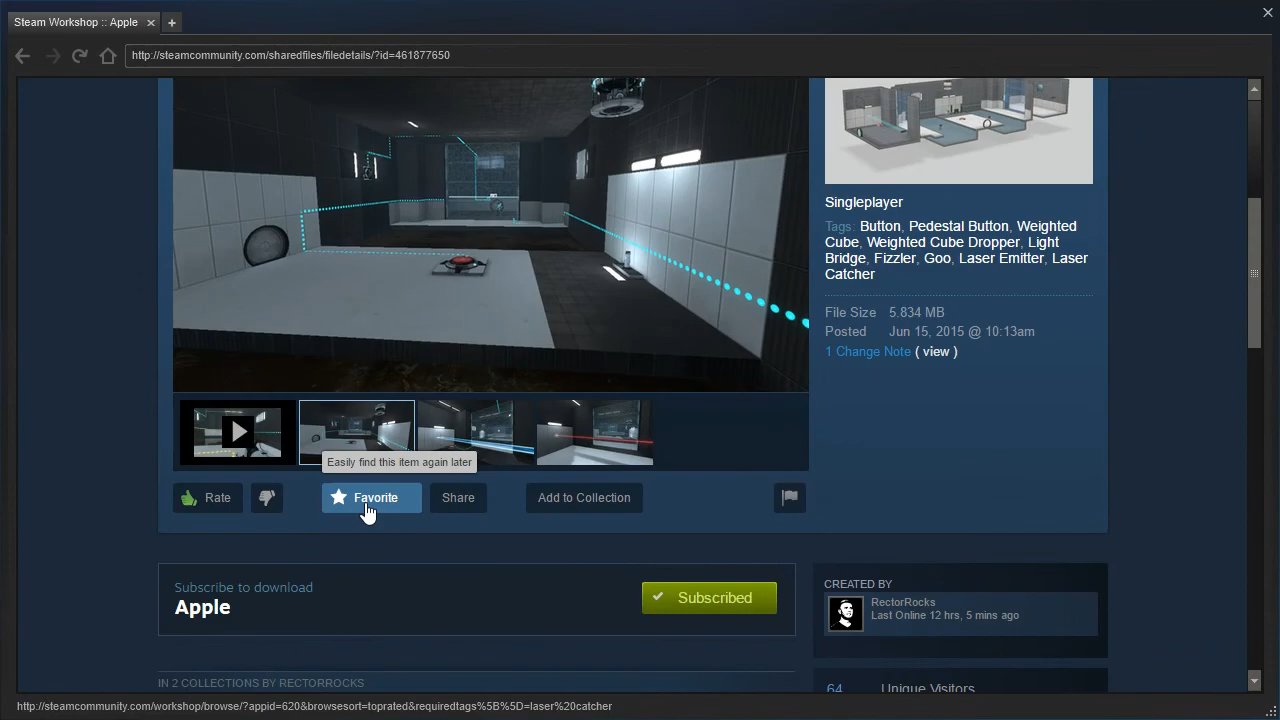 Steam Workshop :: Apple
http://steamcommunity.com/sharedfiles/filedetails/?id=461877650
Singleplayer
Tags: Button, Pedestal Button, Weighted
Cube, Weighted Cube Dropper, Light
Bridge, Fizzler, Goo, Laser Emitter, Laser
Catcher
File Size 5.834 MB
Posted Jun 15, 2015 @ 10:13am
1 Change Note ( view )
Easily find this item again later
Rate
Favorite
Share
Add to Collection
Subscribe to download
Apple
Subscribed
CREATED BY
RectorRocks
Last Online 12 hrs, 5 mins ago
IN 2 COLLECTIONS BY RECTORROCKS
64 Unique Visitors
http://steamcommunity.com/workshop/browse/?appid=620&browsesort=toprated&requiredtags%5B%5D=laser%20catcher